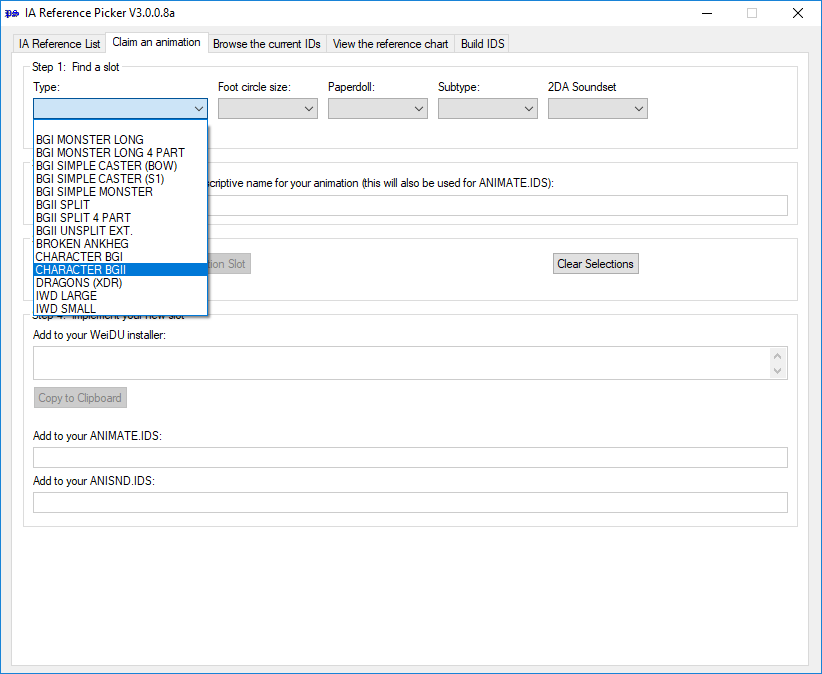 IA Reference Picker V3.0.0.8a
IA Reference List Claim an animation Browse the current IDs View the reference chart Build IDS
Step 1: Find a slot
Type: Foot circle size: Paperdoll: Subtype: 2DA Soundset
BGI MONSTER LONG
BGI MONSTER LONG 4 PART
BGI SIMPLE CASTER (BOW)
BGI SIMPLE CASTER (S1)
BGI SIMPLE MONSTER
BGII SPLIT
BGII SPLIT 4 PART
BGII UNSPLIT EXT.
BROKEN ANKHEG
CHARACTER BGI
CHARACTER BGII
DRAGONS (XDR)
IWD LARGE
IWD SMALL
name for your animation (this will also be used for ANIMATE.IDS):
Slot
Clear Selections
Step 4: Implement your new slot
Add to your WeiDU installer:
Copy to Clipboard
Add to your ANIMATE.IDS:
Add to your ANISND.IDS: